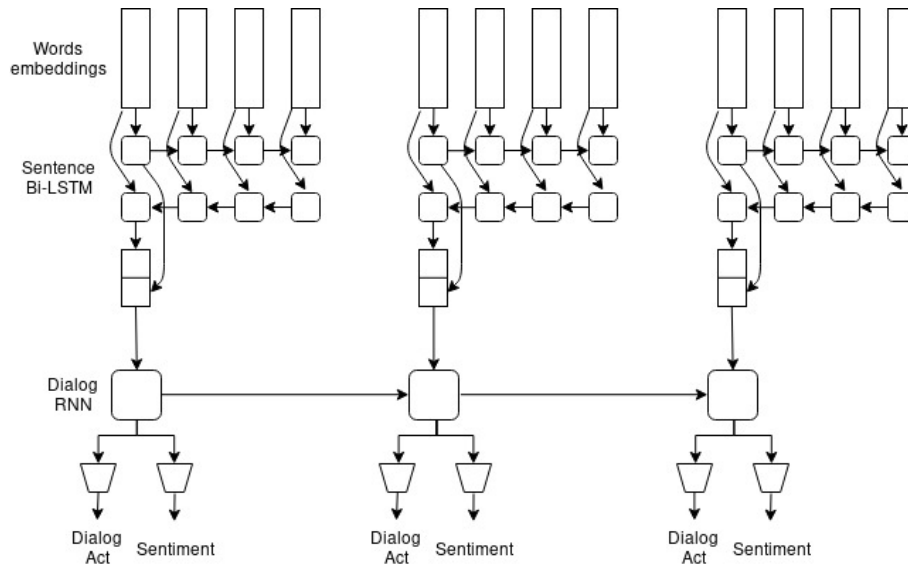 Words
embeddings
Sentence
Bi-LSTM
Dialog
RNN
Dialog
Act
Sentiment
Dialog
Act
Sentiment
Dialog
Act
Sentiment